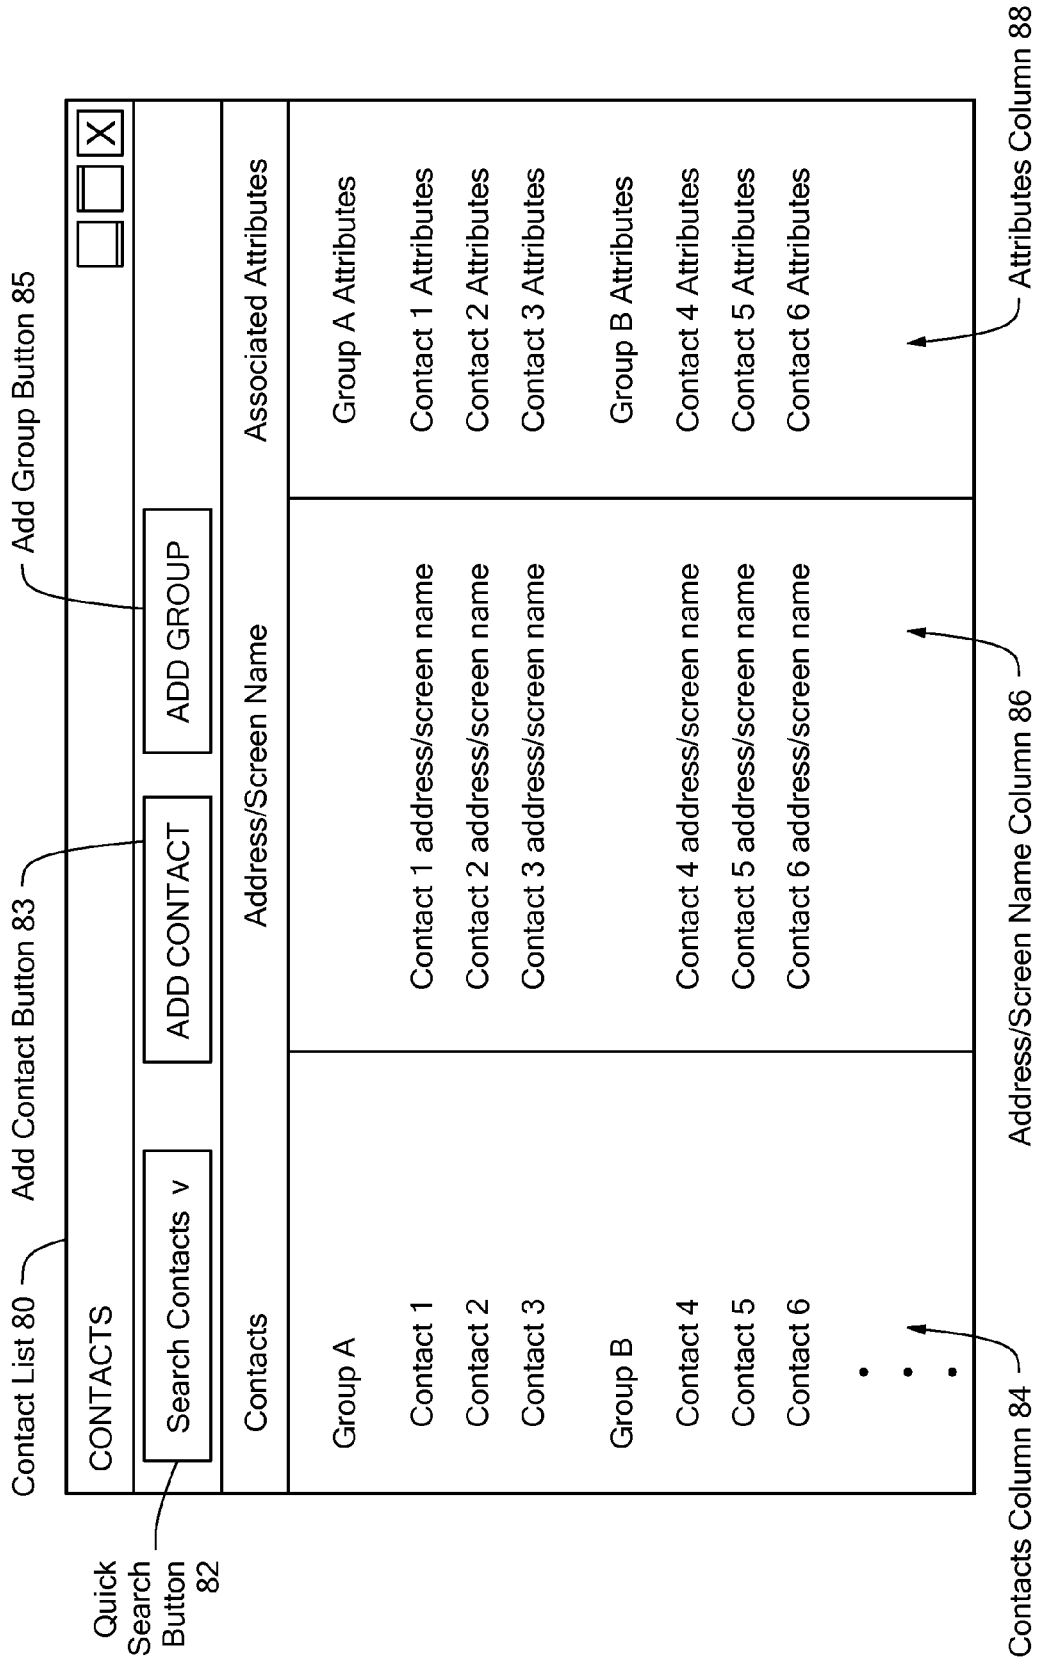 Contact List 80
Add Contact Button 83
Add Group Button 85
Quick
Search
Button
82
CONTACTS
X
Search Contacts v
ADD CONTACT
ADD GROUP
Contacts
Address/Screen Name
Associated Attributes
Group A
Group A Attributes
Contact 1
Contact 1 address/screen name
Contact 1 Attributes
Contact 2
Contact 2 address/screen name
Contact 2 Attributes
Contact 3
Contact 3 address/screen name
Contact 3 Attributes
Group B
Group B Attributes
Contact 4
Contact 4 address/screen name
Contact 4 Attributes
Contact 5
Contact 5 address/screen name
Contact 5 Attributes
Contact 6
Contact 6 address/screen name
Contact 6 Attributes
Contacts Column 84
Address/Screen Name Column 86
Attributes Column 88